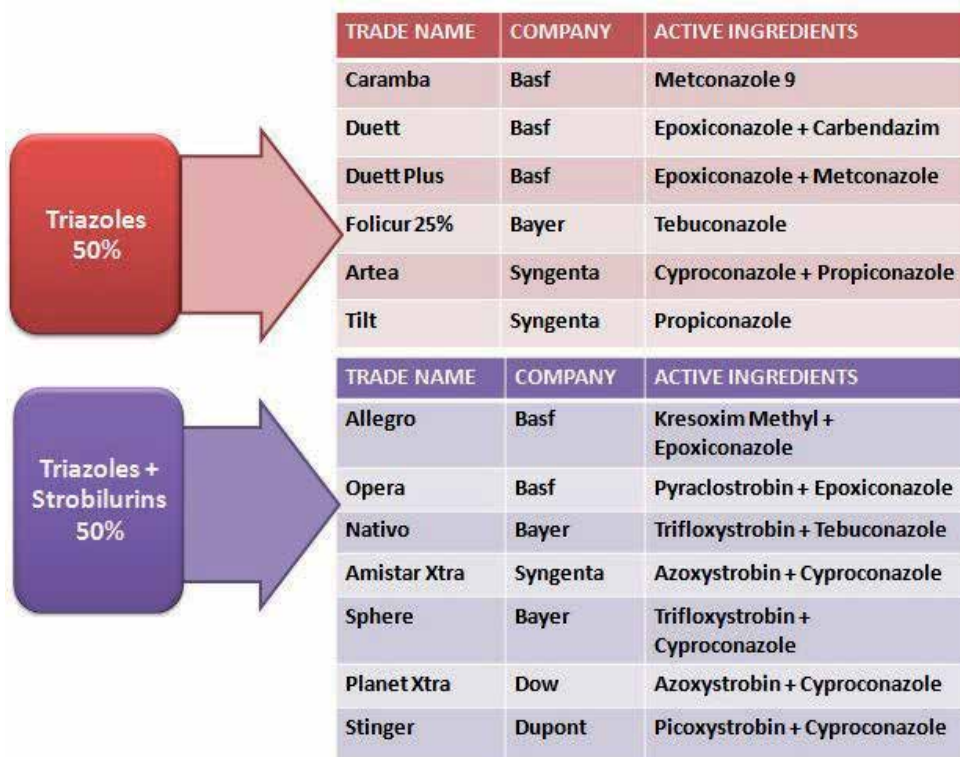 Triazoles
50%
TRADE NAME COMPANY ACTIVE INGREDIENTS
Caramba Basf Metconazole 9
Duett Basf Epoxiconazole + Carbendazim
Duett Plus Basf Epoxiconazole + Metconazole
Folicur 25% Bayer Tebuconazole
Artea Syngenta Cyproconazole + Propiconazole
Tilt Syngenta Propiconazole
Triazoles +
Strobilurins
50%
TRADE NAME COMPANY ACTIVE INGREDIENTS
Allegro Basf Kresoxim Methyl +
Epoxiconazole
Opera Basf Pyraclostrobin + Epoxiconazole
Nativo Bayer Trifloxystrobin + Tebuconazole
Amistar Xtra Syngenta Azoxystrobin + Cyproconazole
Sphere Bayer Trifloxystrobin +
Cyproconazole
Planet Xtra Dow Azoxystrobin + Cyproconazole
Stinger Dupont Picoxystrobin + Cyproconazole